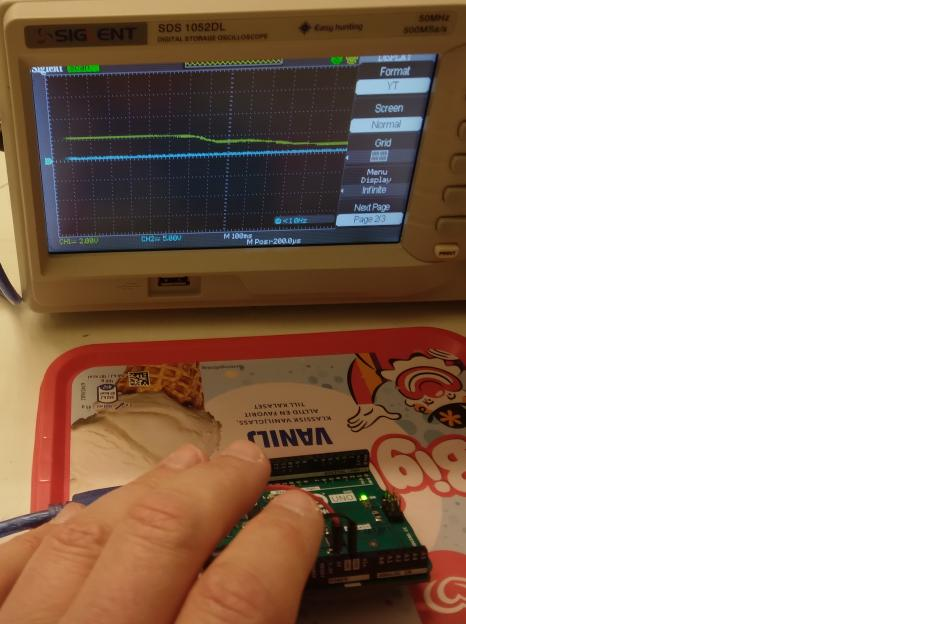 SIGLENT SDS 1052DL
DIGITAL STORAGE OSCILLOSCOPE
Easy hunting
50MHz
500MSa/s
Siglent
DISPLAY
Format
YT
Screen
Normal
Grid
Menu
Display
Infinite
Next Page
Page 2/3
<10Hz
CH1= 2.00V
CH2= 5.00V
M 100ms
M Pos:-200.0µs
PRINT
VANILJ
KLASSISK VANILJGLASS,
ALLTID EN FAVORIT
TILL KALASET
Big
UNO